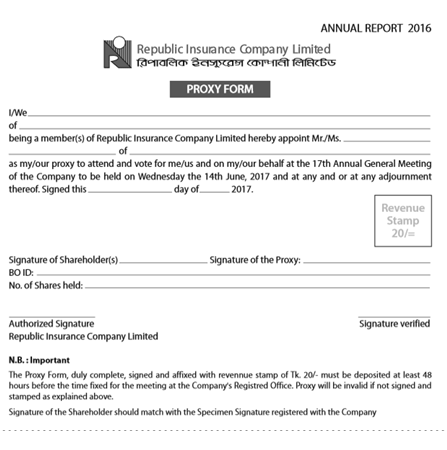 ANNUAL REPORT 2016
Republic Insurance Company Limited
রিপাবলিক ইনস্যুরেন্স কোম্পানী লিমিটেড
PROXY FORM
I/We
of
being a member(s) of Republic Insurance Company Limited hereby appoint Mr./Ms.
of
as my/our proxy to attend and vote for me/us and on my/our behalf at the 17th Annual General Meeting
of the Company to be held on Wednesday the 14th June, 2017 and at any and or at any adjournment
thereof. Signed this day of 2017.
Revenue
Stamp
20/=
Signature of Shareholder(s) Signature of the Proxy:
BO ID:
No. of Shares held:
Authorized Signature Signature verified
Republic Insurance Company Limited
N.B. : Important
The Proxy Form, duly complete, signed and affixed with revennue stamp of Tk. 20/- must be deposited at least 48
hours before the time fixed for the meeting at the Company's Registred Office. Proxy will be invalid if not signed and
stamped as explained above.
Signature of the Shareholder should match with the Specimen Signature registered with the Company